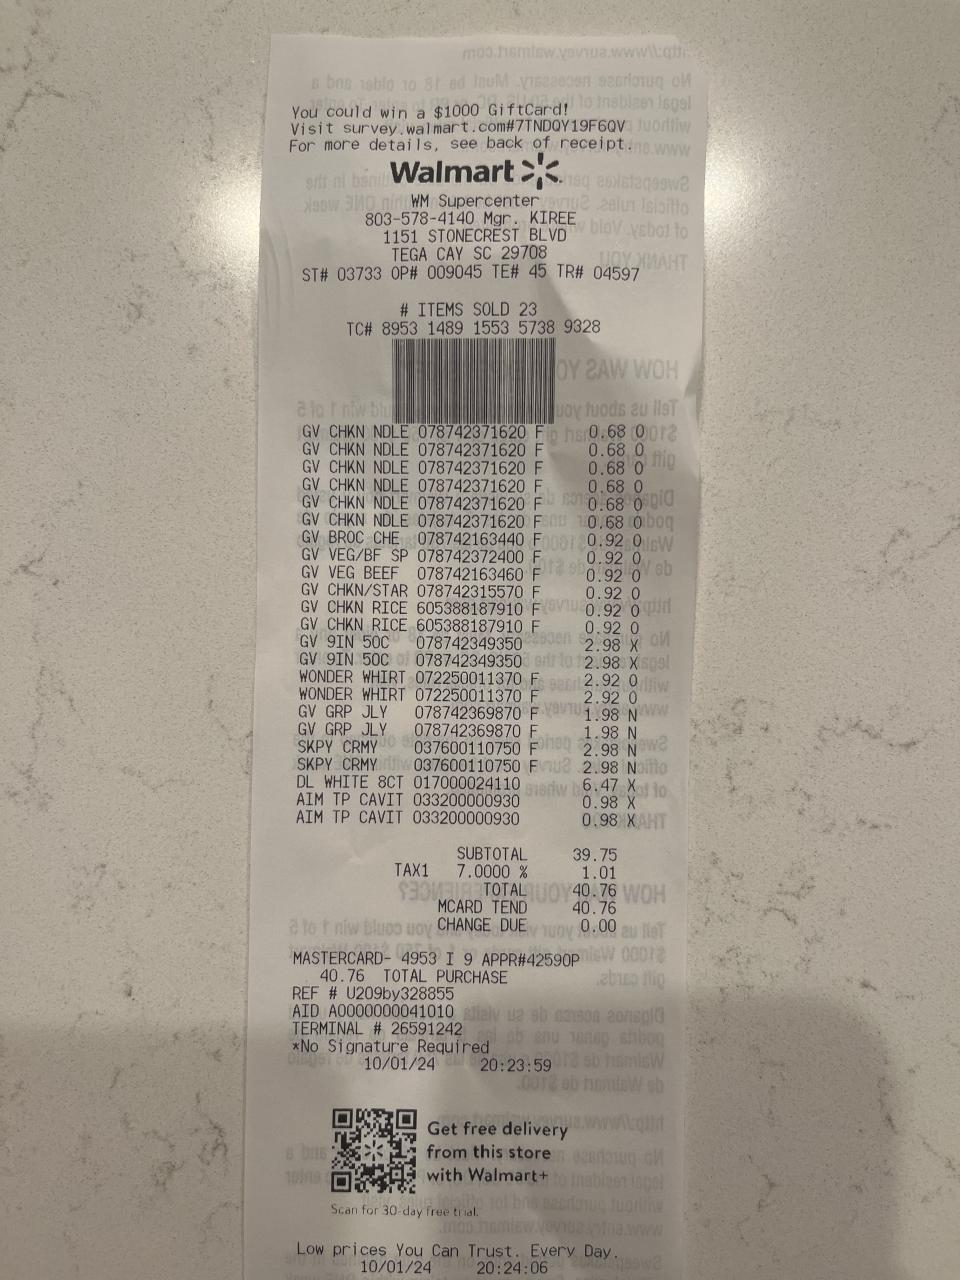 You could win a $1000 GiftCard!
Visit survey.walmart.com#7TNDQY19F6QV
For more details, see back of receipt.
Walmart
WM Supercenter
803-578-4140 Mgr. KIREE
1151 STONECREST BLVD
TEGA CAY SC 29708
ST# 03733 OP# 009045 TE# 45 TR# 04597
# ITEMS SOLD 23
TC# 8953 1489 1553 5738 9328
GV CHKN NDLE 078742371620 F 0.68 O
GV CHKN NDLE 078742371620 F 0.68 O
GV CHKN NDLE 078742371620 F 0.68 O
GV CHKN NDLE 078742371620 F 0.68 O
GV CHKN NDLE 078742371620 F 0.68 O
GV CHKN NDLE 078742371620 F 0.68 O
GV BROC CHE 078742163440 F 0.92 O
GV VEG/BF SP 078742372400 F 0.92 O
GV VEG BEEF 078742163460 F 0.92 O
GV CHKN/STAR 078742315570 F 0.92 O
GV CHKN RICE 605388187910 F 0.92 O
GV CHKN RICE 605388187910 F 0.92 O
GV 9IN 50C 078742349350 2.98 X
GV 9IN 50C 078742349350 2.98 X
WONDER WHIRT 072250011370 F 2.92 O
WONDER WHIRT 072250011370 F 2.92 O
GV GRP JLY 078742369870 F 1.98 N
GV GRP JLY 078742369870 F 1.98 N
SKPY CRMY 037600110750 F 2.98 N
SKPY CRMY 037600110750 F 2.98 N
DL WHITE 8CT 017000024110 6.47 X
AIM TP CAVIT 033200000930 0.98 X
AIM TP CAVIT 033200000930 0.98 X
SUBTOTAL 39.75
TAX1 7.0000 % 1.01
TOTAL 40.76
MCARD TEND 40.76
CHANGE DUE 0.00
MASTERCARD- 4953 I 9 APPR#42590P
40.76 TOTAL PURCHASE
REF # U209by328855
AID A0000000041010
TERMINAL # 26591242
*No Signature Required
10/01/24 20:23:59
Get free delivery
from this store
with Walmart+
Scan for 30-day free trial.
Low prices You Can Trust. Every Day.
10/01/24 20:24:06